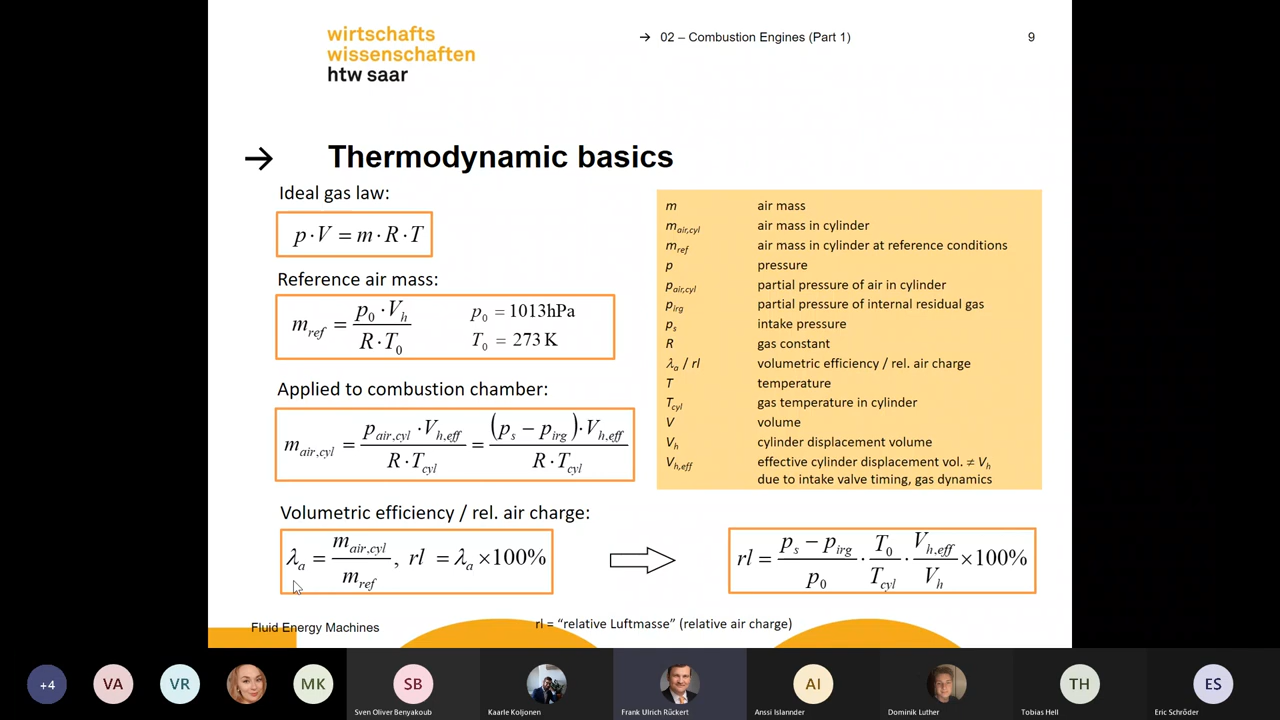 wirtschafts
wissenschaften
htw saar
→ 02 – Combustion Engines (Part 1) 9
→ Thermodynamic basics
Ideal gas law:
p · V = m · R · T
Reference air mass:
m_ref = (p_0 · V_h) / (R · T_0)
p_0 = 1013hPa
T_0 = 273 K
Applied to combustion chamber:
m_air,cyl = (p_air,cyl · V_h,eff) / (R · T_cyl) = ((p_s − p_irg) · V_h,eff) / (R · T_cyl)
Volumetric efficiency / rel. air charge:
λ_a = m_air,cyl / m_ref , rl = λ_a ×100%
m air mass
m_air,cyl air mass in cylinder
m_ref air mass in cylinder at reference conditions
p pressure
p_air,cyl partial pressure of air in cylinder
p_irg partial pressure of internal residual gas
p_s intake pressure
R gas constant
λ_a / rl volumetric efficiency / rel. air charge
T temperature
T_cyl gas temperature in cylinder
V volume
V_h cylinder displacement volume
V_h,eff effective cylinder displacement vol. ≠ V_h
due to intake valve timing, gas dynamics
rl = (p_s − p_irg) / p_0 · T_0 / T_cyl · V_h,eff / V_h ×100%
Fluid Energy Machines
rl = “relative Luftmasse” (relative air charge)
+4
VA
VR
MK
SB
Sven Oliver Benyakoub
Kaarle Koljonen
Frank Ulrich Rückert
AI
Anssi Islannder
Dominik Luther
TH
Tobias Hell
ES
Eric Schröder